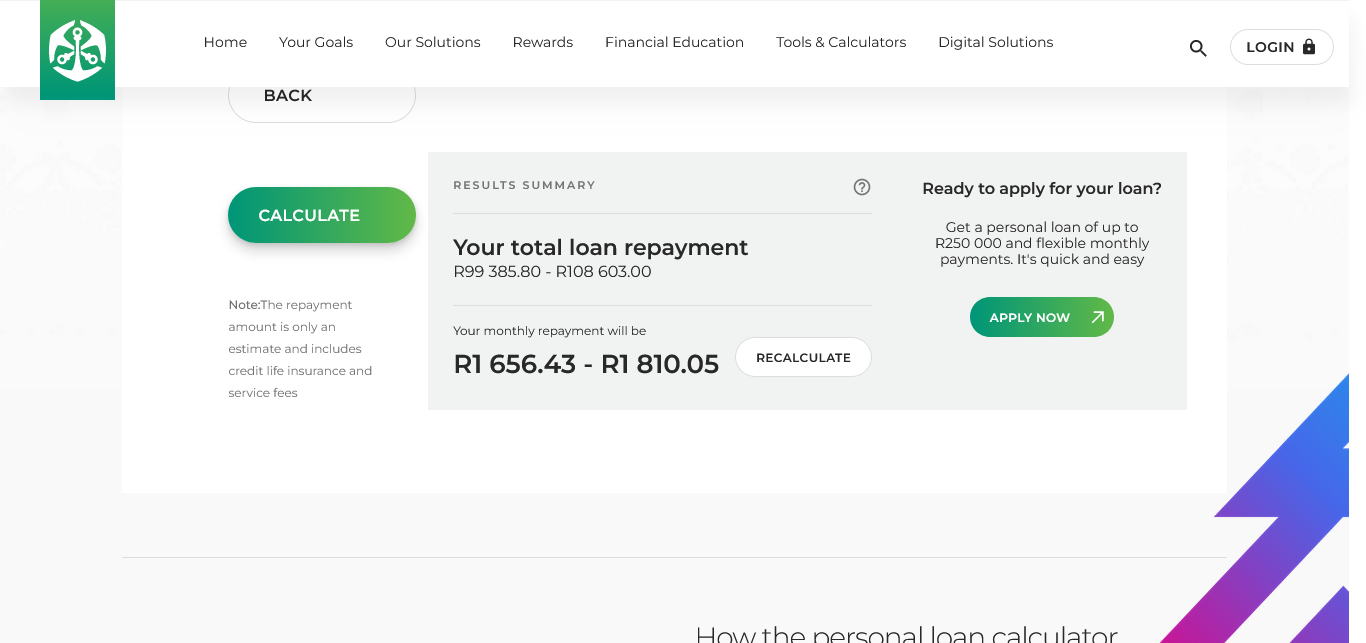 Home Your Goals Our Solutions Rewards Financial Education Tools & Calculators Digital Solutions LOGIN
BACK
CALCULATE
Note:The repayment
amount is only an
estimate and includes
credit life insurance and
service fees
RESULTS SUMMARY
Your total loan repayment
R99 385.80 - R108 603.00
Your monthly repayment will be
R1 656.43 - R1 810.05
RECALCULATE
Ready to apply for your loan?
Get a personal loan of up to
R250 000 and flexible monthly
payments. It's quick and easy
APPLY NOW
How the personal loan calculator